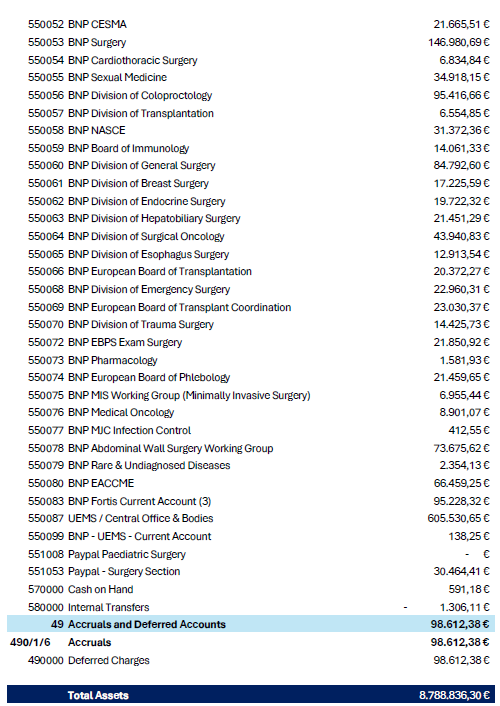 550052 BNP CESMA 21.665,51 €
550053 BNP Surgery 146.980,69 €
550054 BNP Cardiothoracic Surgery 6.834,84 €
550055 BNP Sexual Medicine 34.918,15 €
550056 BNP Division of Coloproctology 95.416,66 €
550057 BNP Division of Transplantation 6.554,85 €
550058 BNP NASCE 31.372,36 €
550059 BNP Board of Immunology 14.061,33 €
550060 BNP Division of General Surgery 84.792,60 €
550061 BNP Division of Breast Surgery 17.225,59 €
550062 BNP Division of Endocrine Surgery 19.722,32 €
550063 BNP Division of Hepatobiliary Surgery 21.451,29 €
550064 BNP Division of Surgical Oncology 43.940,83 €
550065 BNP Division of Esophagus Surgery 12.913,54 €
550066 BNP European Board of Transplantation 20.372,27 €
550068 BNP Division of Emergency Surgery 22.960,31 €
550069 BNP European Board of Transplant Coordination 23.030,37 €
550070 BNP Division of Trauma Surgery 14.425,73 €
550072 BNP EBPS Exam Surgery 21.850,92 €
550073 BNP Pharmacology 1.581,93 €
550074 BNP European Board of Phlebology 21.459,65 €
550075 BNP MIS Working Group (Minimally Invasive Surgery) 6.955,44 €
550076 BNP Medical Oncology 8.901,07 €
550077 BNP MJC Infection Control 412,55 €
550078 BNP Abdominal Wall Surgery Working Group 73.675,62 €
550079 BNP Rare & Undiagnosed Diseases 2.354,13 €
550080 BNP EACCME 66.459,25 €
550083 BNP Fortis Current Account (3) 95.228,32 €
550087 UEMS / Central Office & Bodies 605.530,65 €
550099 BNP - UEMS - Current Account 138,25 €
551008 Paypal Paediatric Surgery - €
551053 Paypal - Surgery Section 30.464,41 €
570000 Cash on Hand 591,18 €
580000 Internal Transfers - 1.306,11 €
49 Accruals and Deferred Accounts 98.612,38 €
490/1/6 Accruals 98.612,38 €
490000 Deferred Charges 98.612,38 €
Total Assets 8.788.836,30 €